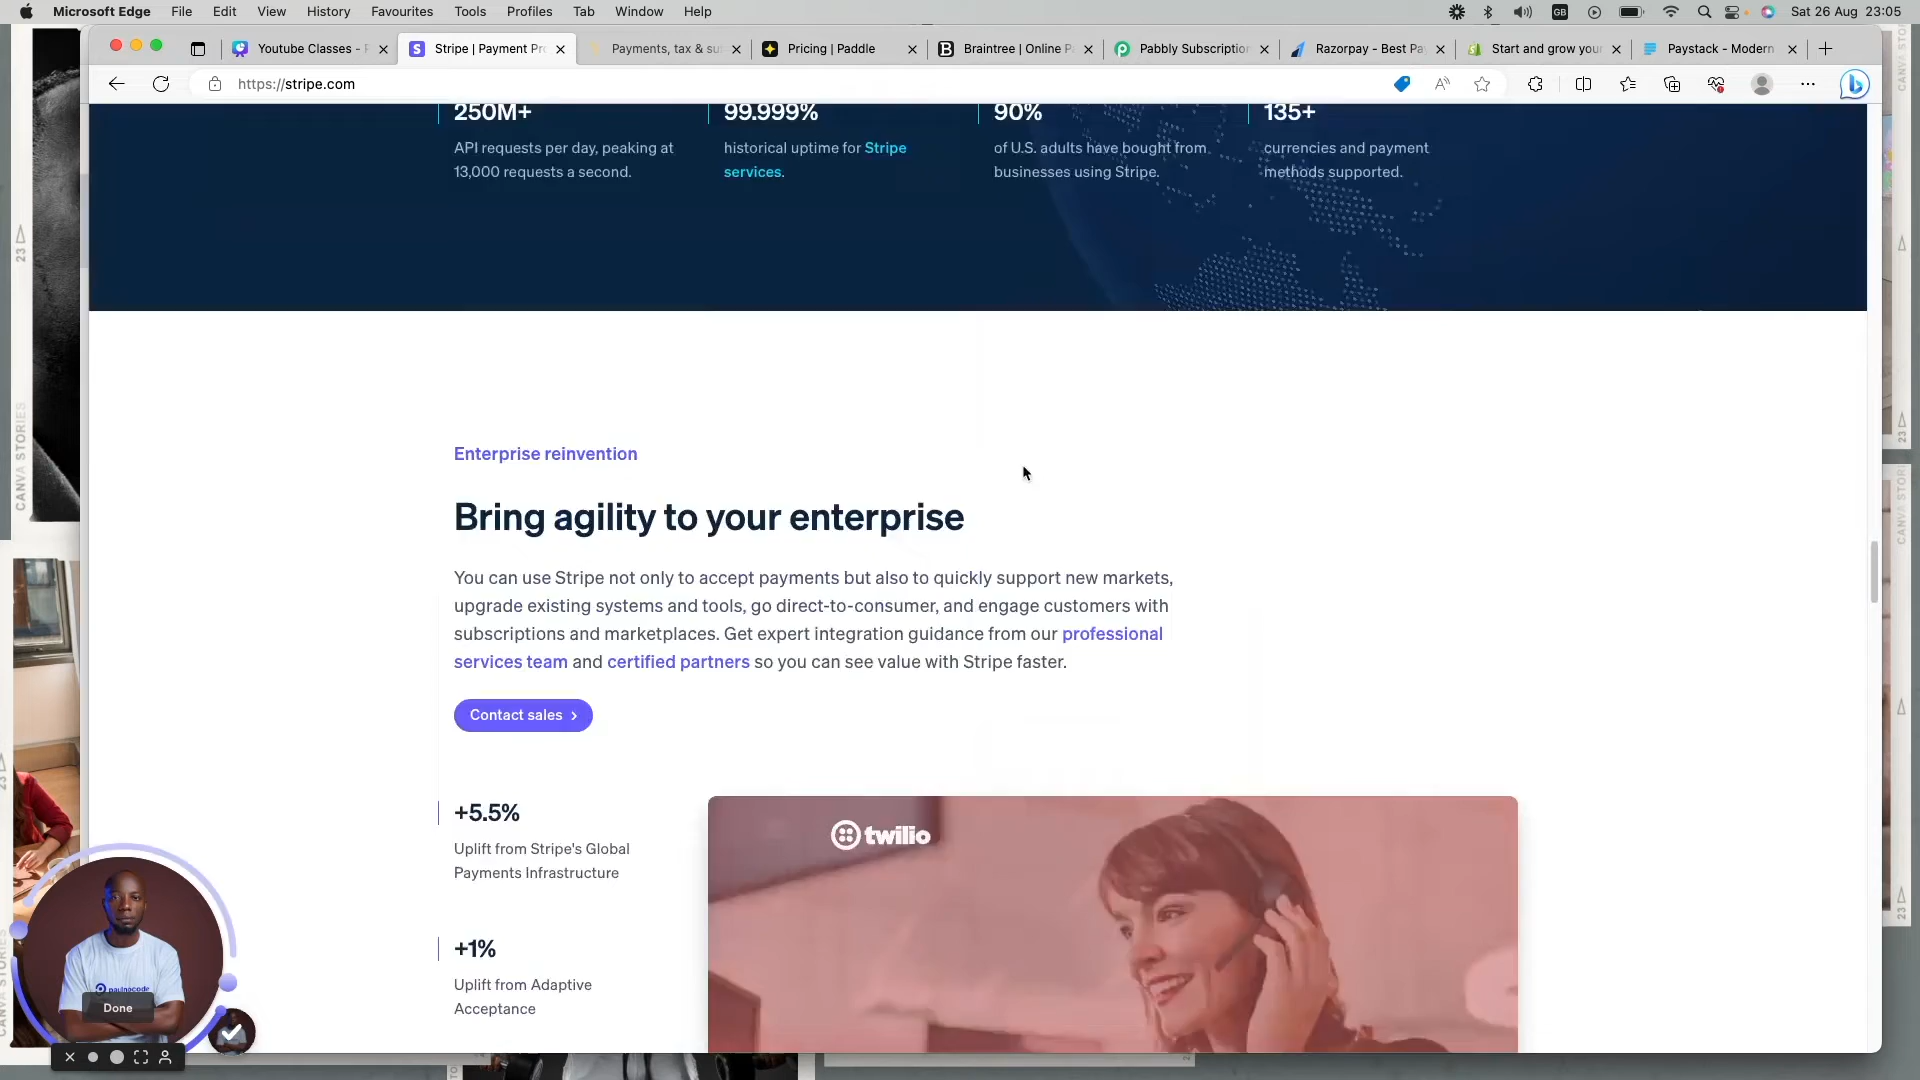 Microsoft Edge File Edit View History Favourites Tools Profiles Tab Window Help GB Sat 26 Aug 23:05
Youtube Classes - Stripe | Payment Pr Payments, tax & su Pricing | Paddle Braintree | Online P Pabbly Subscription Razorpay - Best Pa Start and grow your Paystack - Modern
https://stripe.com
250M+ 99.999% 90% 135+
API requests per day, peaking at historical uptime for Stripe of U.S. adults have bought from currencies and payment
13,000 requests a second. services. businesses using Stripe. methods supported.
Enterprise reinvention
Bring agility to your enterprise
You can use Stripe not only to accept payments but also to quickly support new markets,
upgrade existing systems and tools, go direct-to-consumer, and engage customers with
subscriptions and marketplaces. Get expert integration guidance from our professional
services team and certified partners so you can see value with Stripe faster.
Contact sales
+5.5%
Uplift from Stripe's Global
Payments Infrastructure
+1%
Uplift from Adaptive
Acceptance
twilio
paulnocode
Done
CANVA STORIES
23